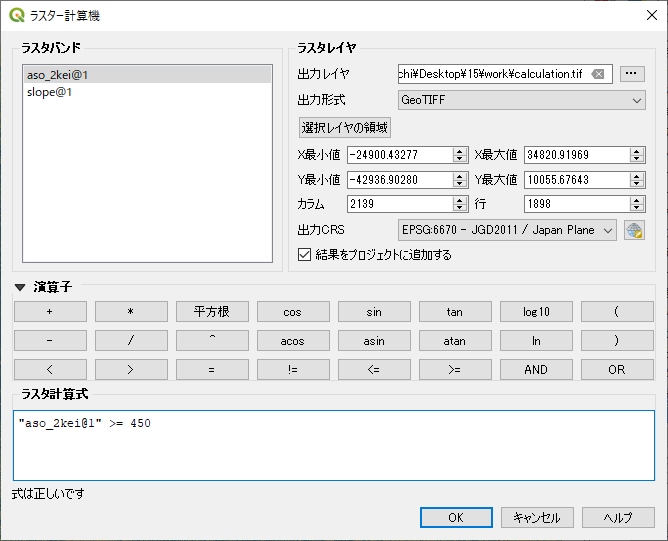 ラスター計算機
ラスタバンド
aso_2kei@1
slope@1
ラスタレイヤ
出力レイヤ chi¥Desktop¥15¥work¥calculation.tif ...
出力形式 GeoTIFF
選択レイヤの領域
X最小値 -24900.43277 X最大値 34820.91969
Y最小値 -42936.90280 Y最大値 10055.67643
カラム 2139 行 1898
出力CRS EPSG:6670 - JGD2011 / Japan Plane
結果をプロジェクトに追加する
演算子
+ * 平方根 cos sin tan log10 (
- / ^ acos asin atan ln )
< > = != <= >= AND OR
ラスタ計算式
"aso_2kei@1" >= 450
式は正しいです
OK キャンセル ヘルプ